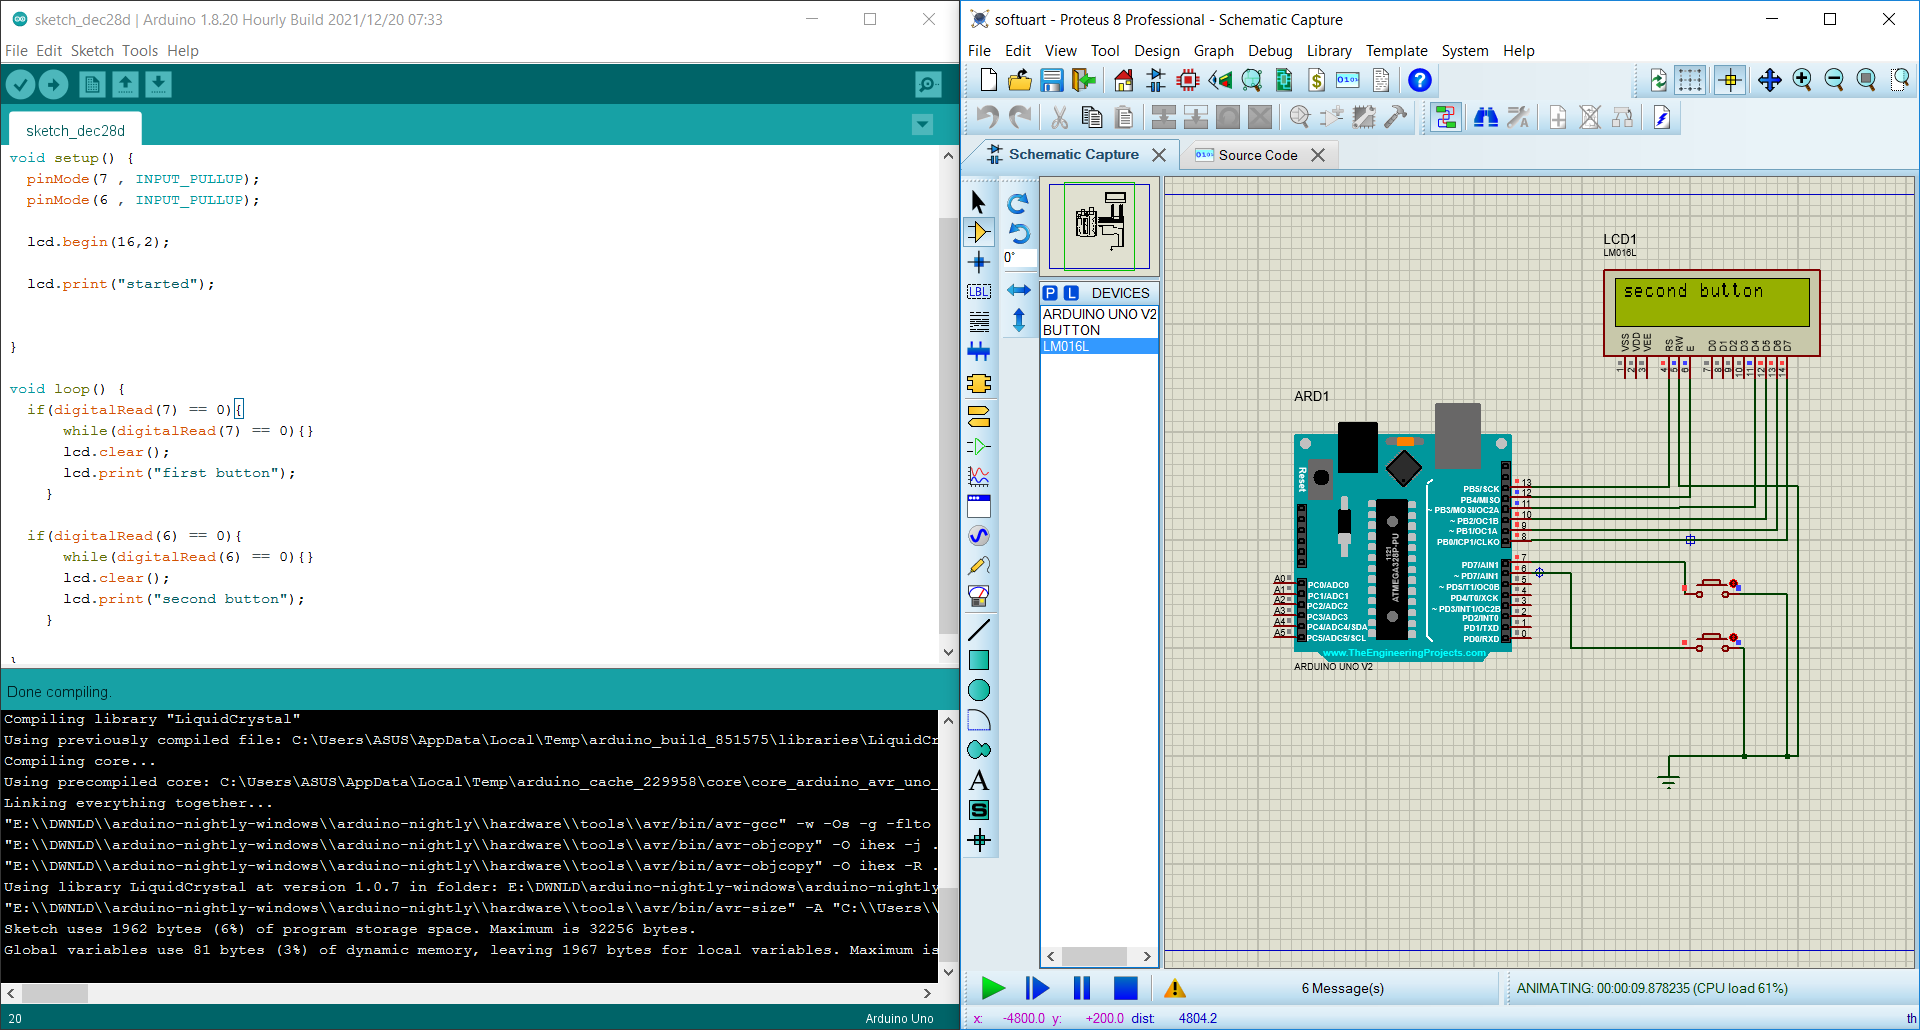 sketch_dec28d | Arduino 1.8.20 Hourly Build 2021/12/20 07:33
File Edit Sketch Tools Help
sketch_dec28d
void setup() {
pinMode(7 , INPUT_PULLUP);
pinMode(6 , INPUT_PULLUP);
lcd.begin(16,2);
lcd.print("started");
}
void loop() {
if(digitalRead(7) == 0){
while(digitalRead(7) == 0){}
lcd.clear();
lcd.print("first button");
}
if(digitalRead(6) == 0){
while(digitalRead(6) == 0){}
lcd.clear();
lcd.print("second button");
}
Done compiling.
Compiling library "LiquidCrystal"
Using previously compiled file: C:\Users\ASUS\AppData\Local\Temp\arduino_build_851575\libraries\LiquidCr
Compiling core...
Using precompiled core: C:\Users\ASUS\AppData\Local\Temp\arduino_cache_229958\core\core_arduino_avr_uno_
Linking everything together...
"E:\\DWNLD\\arduino-nightly-windows\\arduino-nightly\\hardware\\tools\\avr/bin/avr-gcc" -w -Os -g -flto
"E:\\DWNLD\\arduino-nightly-windows\\arduino-nightly\\hardware\\tools\\avr/bin/avr-objcopy" -O ihex -j .
"E:\\DWNLD\\arduino-nightly-windows\\arduino-nightly\\hardware\\tools\\avr/bin/avr-objcopy" -O ihex -R .
Using library LiquidCrystal at version 1.0.7 in folder: E:\DWNLD\arduino-nightly-windows\arduino-nightly
"E:\\DWNLD\\arduino-nightly-windows\\arduino-nightly\\hardware\\tools\\avr/bin/avr-size" -A "C:\\Users\\
Sketch uses 1962 bytes (6%) of program storage space. Maximum is 32256 bytes.
Global variables use 81 bytes (3%) of dynamic memory, leaving 1967 bytes for local variables. Maximum is
20
Arduino Uno
softuart - Proteus 8 Professional - Schematic Capture
File Edit View Tool Design Graph Debug Library Template System Help
Schematic Capture
Source Code
0°
LBL
A
S
P L DEVICES
ARDUINO UNO V2
BUTTON
LM016L
LCD1
LM016L
second button
VSS VDD VEE RS RW E D0 D1 D2 D3 D4 D5 D6 D7
1 2 3 4 5 6 7 8 9 10 11 12 13 14
ARD1
Reset
1121
ATMEGA328P-PU
PB5/SCK 13
PB4/MISO 12
~ PB3/MOSI/OC2A 11
~ PB2/OC1B 10
~ PB1/OC1A 9
PB0/ICP1/CLKO 8
PD7/AIN1 7
~ PD7/AIN1 6
~ PD5/T1/OC0B 5
PD4/T0/XCK 4
~ PD3/INT1/OC2B 3
PD2/INT0 2
PD1/TXD 1
PD0/RXD 0
A0 PC0/ADC0
A1 PC1/ADC1
A2 PC2/ADC2
A3 PC3/ADC3
A4 PC4/ADC4/SDA
A5 PC5/ADC5/SCL
www.TheEngineeringProjects.com
ARDUINO UNO V2
6 Message(s)
ANIMATING: 00:00:09.878235 (CPU load 61%)
x: -4800.0 y: +200.0 dist: 4804.2
th